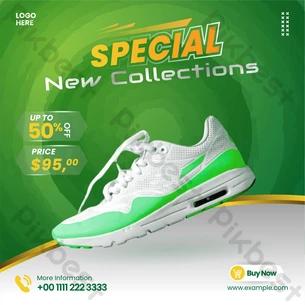 LOGO
HERE
SPECIAL
New Collections
UP TO
50% OFF
PRICE
$95,00
More Information
+00 1111 222 3333
Buy Now
www.example.com
Pikbest